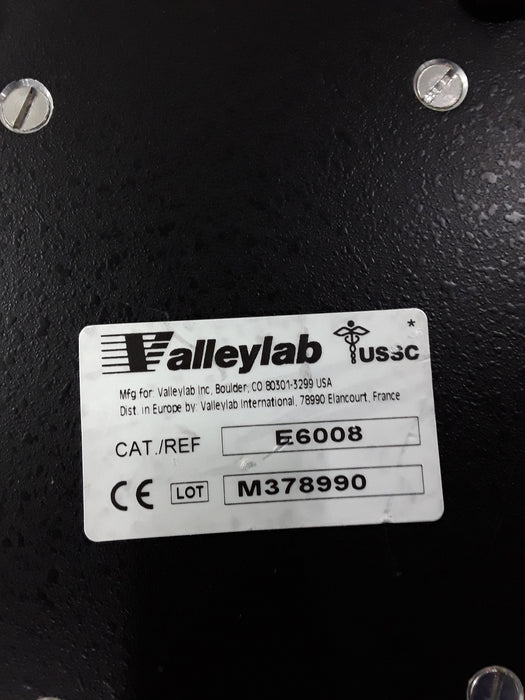 Valleylab USSC *
Mfg for: Valleylab Inc, Boulder, CO 80301-3299 USA
Dist. in Europe by: Valleylab International, 78990 Elancourt, France
CAT./REF E6008
CE LOT M378990